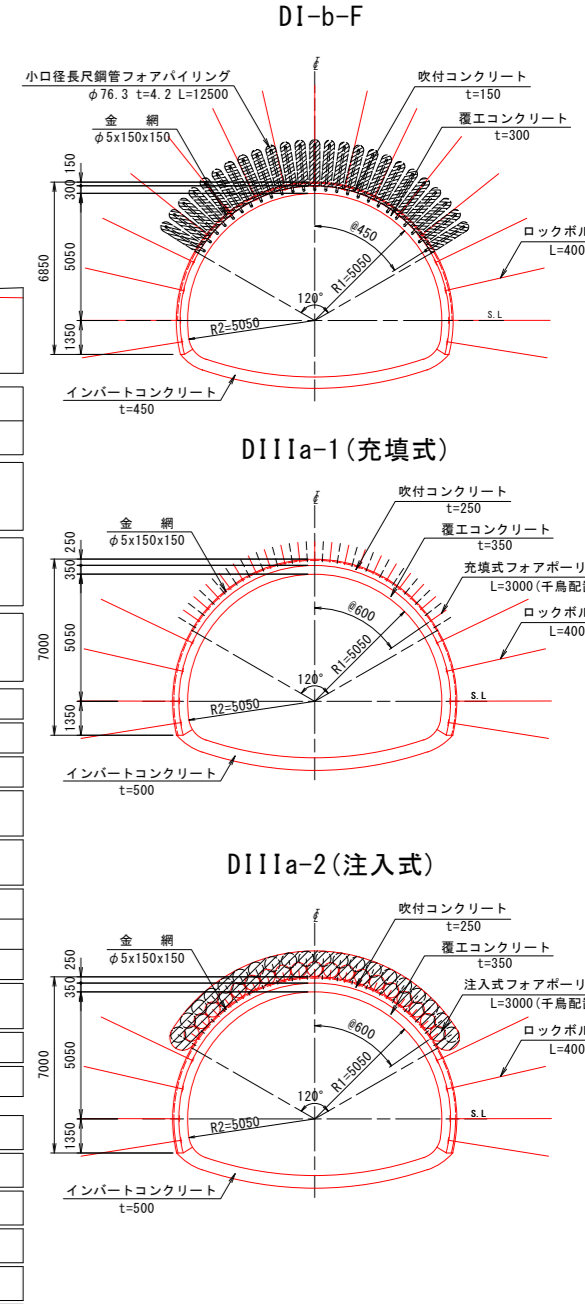 DI-b-F
小口径長尺鋼管フォアパイリング
φ76.3 t=4.2 L=12500
吹付コンクリート
t=150
金　網
φ5x150x150
覆工コンクリート
t=300
150
300
@450
ロックボル
L=400
6850
5050
R1=5050
120°
R2=5050
S.L
1350
インバートコンクリート
t=450
DIIIa-1(充填式)
吹付コンクリート
t=250
金　網
φ5x150x150
覆工コンクリート
t=350
250
350
充填式フォアポーリ
L=3000(千鳥配
@600
ロックボル
L=400
7000
5050
R1=5050
120°
R2=5050
S.L
1350
インバートコンクリート
t=500
DIIIa-2(注入式)
吹付コンクリート
t=250
金　網
φ5x150x150
覆工コンクリート
t=350
250
350
注入式フォアポーリ
L=3000(千鳥配
@600
ロックボル
L=400
7000
5050
R1=5050
120°
R2=5050
S.L
1350
インバートコンクリート
t=500